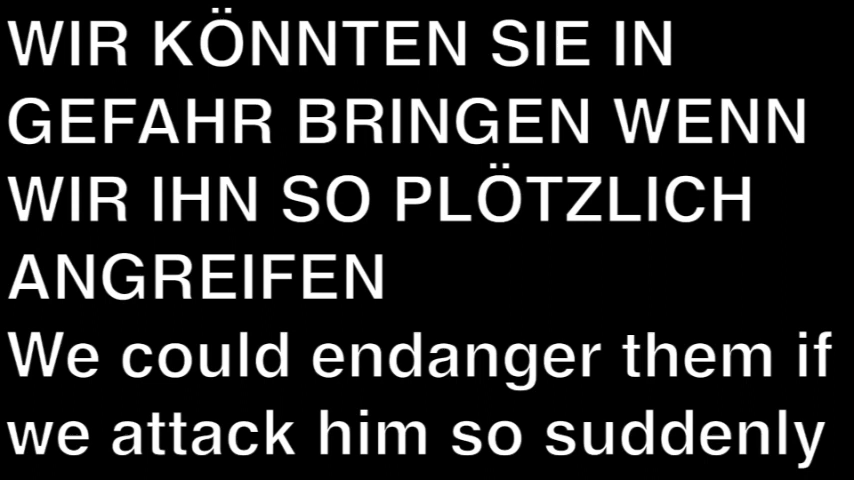 WIR KÖNNTEN SIE IN
GEFAHR BRINGEN WENN
WIR IHN SO PLÖTZLICH
ANGREIFEN
We could endanger them if
we attack him so suddenly